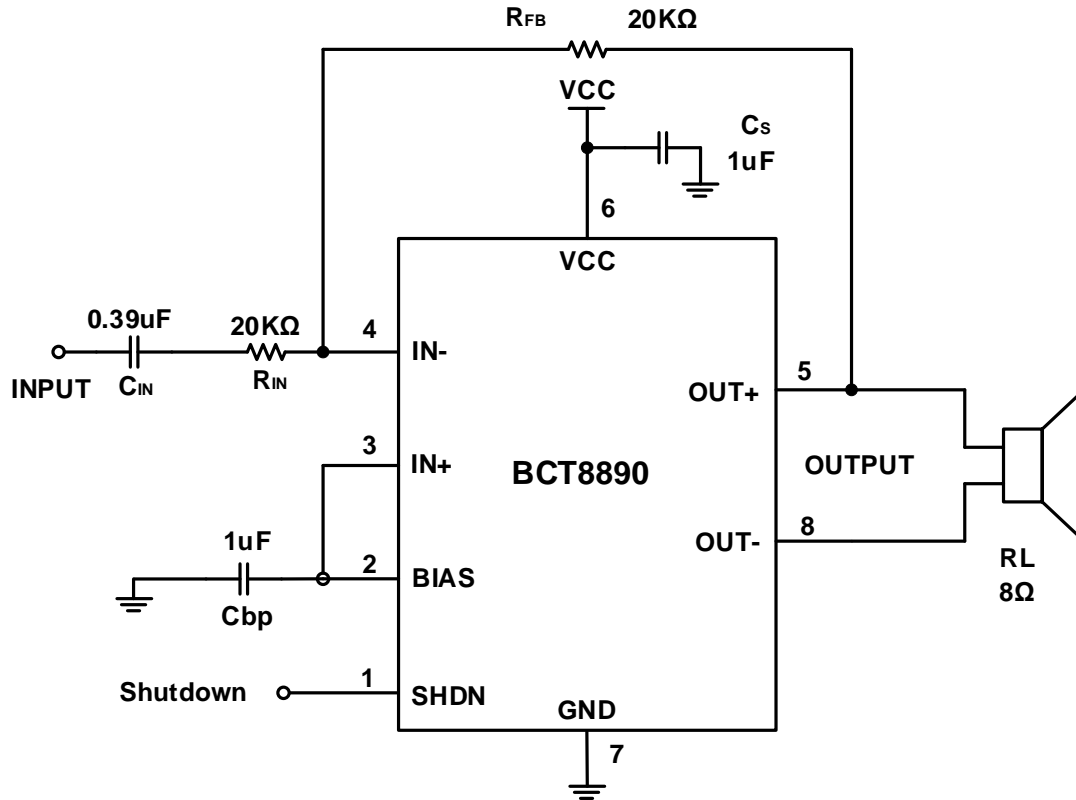 RFB 20KΩ
VCC
CS
1uF
6
VCC
0.39uF
20KΩ
4
IN-
INPUT
CIN
RIN
5
OUT+
3
IN+
BCT8890
OUTPUT
1uF
8
OUT-
2
BIAS
RL
8Ω
Cbp
1
Shutdown
SHDN
GND
7